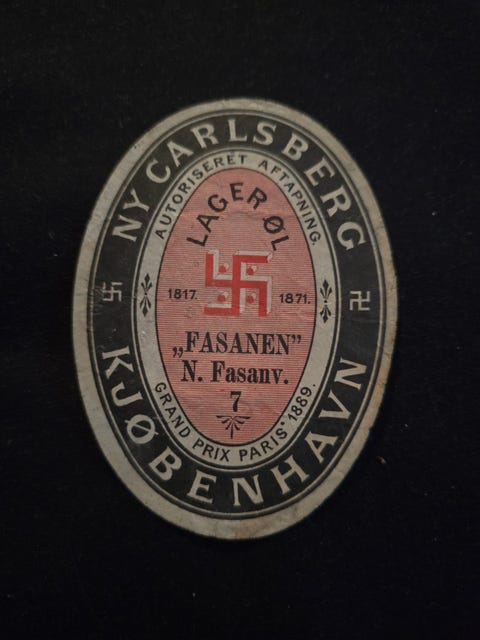 NY CARLSBERG
AUTORISERET AFTAPNING.
LAGER ØL
1817. 1871.
„FASANEN”
N. Fasanv.
7
GRAND PRIX PARIS 1889.
KJØBENHAVN